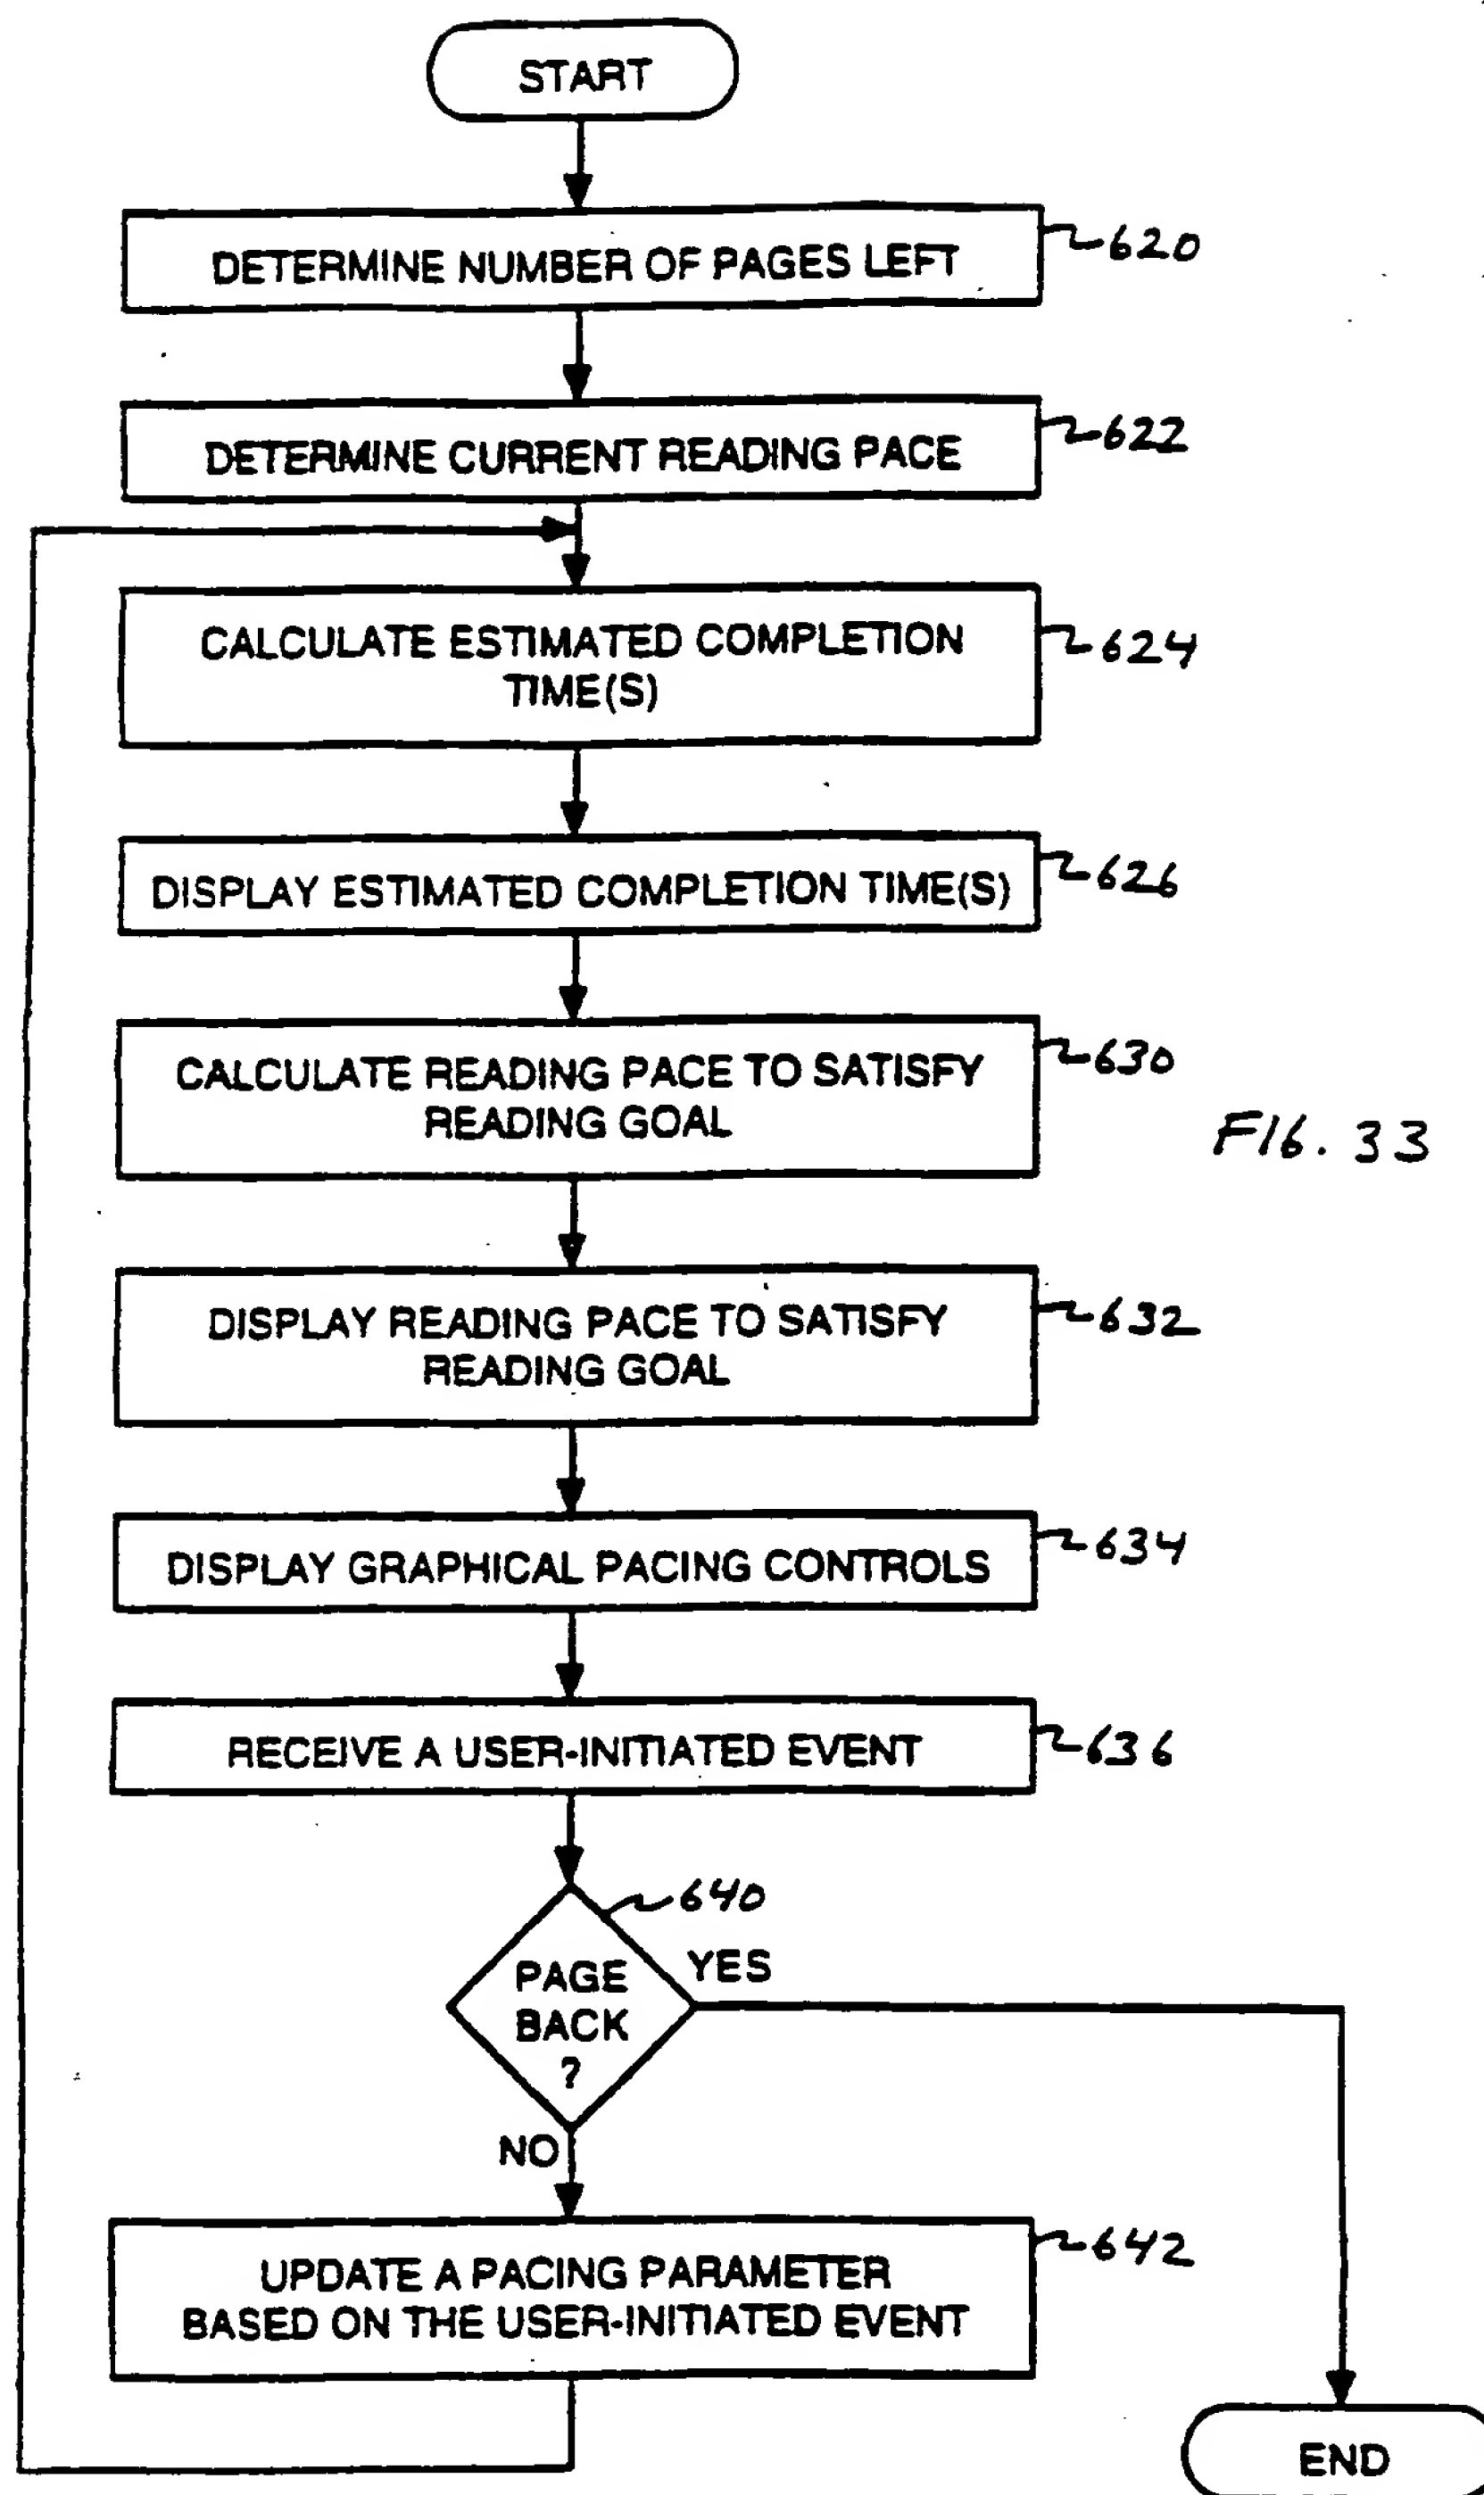 START
DETERMINE NUMBER OF PAGES LEFT
620
DETERMINE CURRENT READING PACE
622
CALCULATE ESTIMATED COMPLETION
TIME(S)
624
DISPLAY ESTIMATED COMPLETION TIME(S)
626
CALCULATE READING PACE TO SATISFY
READING GOAL
630
FIG. 33
DISPLAY READING PACE TO SATISFY
READING GOAL
632
DISPLAY GRAPHICAL PACING CONTROLS
634
RECEIVE A USER-INITIATED EVENT
636
640
PAGE
BACK
?
YES
NO
UPDATE A PACING PARAMETER
BASED ON THE USER-INITIATED EVENT
642
END